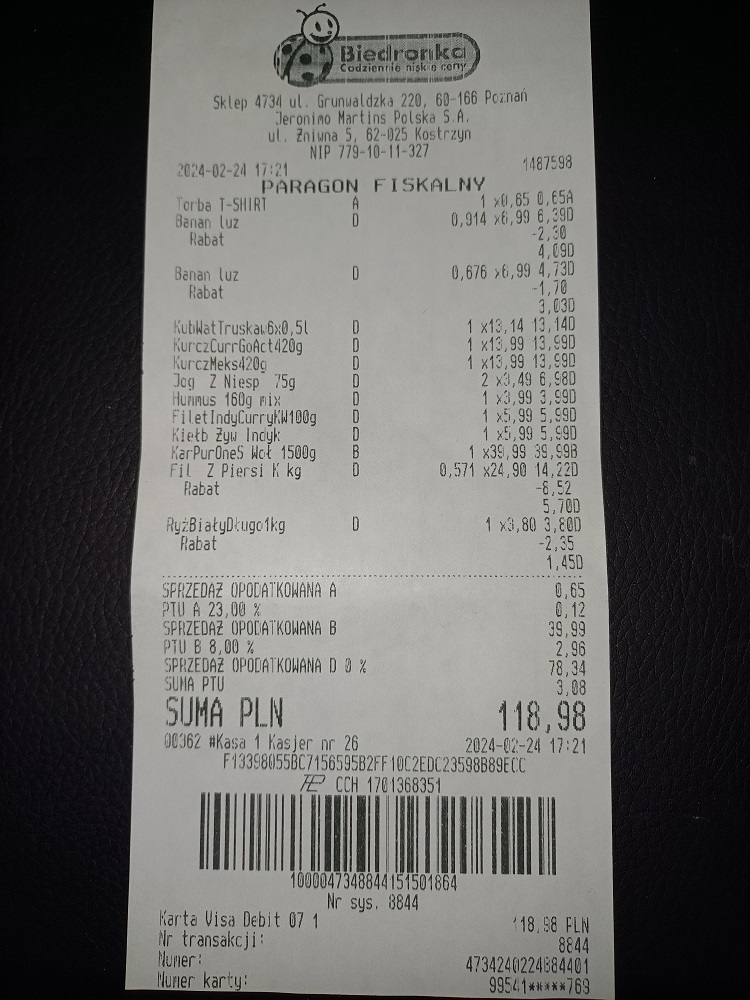 Biedronka
Codziennie niskie ceny
Sklep 4734 ul. Grunwaldzka 220, 60-166 Poznań
Jeronimo Martins Polska S.A.
ul. Żniwna 5, 62-025 Kostrzyn
NIP 779-10-11-327
2024-02-24 17:21 1487598
PARAGON FISKALNY
Torba T-SHIRT A 1 x0,65 0,65A
Banan luz D 0,914 x6,99 6,39D
Rabat -2,30
4,09D
Banan luz D 0,676 x6,99 4,73D
Rabat -1,70
3,03D
KubWatTruskaw6x0,5l D 1 x13,14 13,14D
KurczCurrGoAct420g D 1 x13,99 13,99D
KurczMeks420g D 1 x13,99 13,99D
Jog Z Niesp 75g D 2 x3,49 6,98D
Hummus 160g mix D 1 x3,99 3,99D
FiletIndyCurryKW100g D 1 x5,99 5,99D
Kiełb Żyw Indyk D 1 x5,99 5,99D
KarPurOneS Woł 1500g B 1 x39,99 39,99B
Fil Z Piersi K kg D 0,571 x24,90 14,22D
Rabat -8,52
5,70D
RyżBiałyDługo1kg D 1 x3,80 3,80D
Rabat -2,35
1,45D
SPRZEDAŻ OPODATKOWANA A 0,65
PTU A 23,00 % 0,12
SPRZEDAŻ OPODATKOWANA B 39,99
PTU B 8,00 % 2,96
SPRZEDAŻ OPODATKOWANA D 0 % 78,34
SUMA PTU 3,08
SUMA PLN 118,98
00362 #Kasa 1 Kasjer nr 26 2024-02-24 17:21
F13398055BC7156595B2FF10C2EDC23598B89ECC
CCH 1701368351
1000047348844151501864
Nr sys. 8844
Karta Visa Debit 07 1 118,98 PLN
Nr transakcji: 8844
Numer: 4734240224884401
Numer karty: 99541*****769